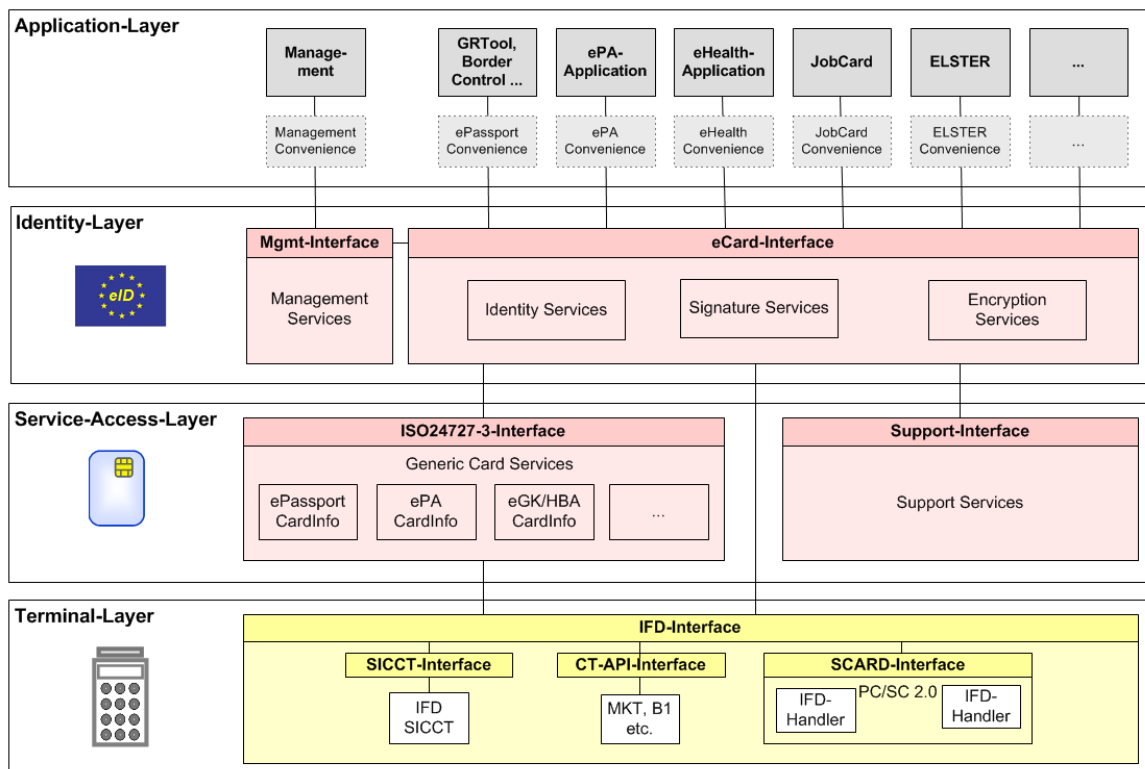 Application-Layer
Manage-
ment
GRTool,
Border
Control ...
ePA-
Application
eHealth-
Application
JobCard
ELSTER
...
Management
Convenience
ePassport
Convenience
ePA
Convenience
eHealth
Convenience
JobCard
Convenience
ELSTER
Convenience
...
Identity-Layer
eID
Mgmt-Interface
Management
Services
eCard-Interface
Identity Services
Signature Services
Encryption
Services
Service-Access-Layer
ISO24727-3-Interface
Generic Card Services
ePassport
CardInfo
ePA
CardInfo
eGK/HBA
CardInfo
...
Support-Interface
Support Services
Terminal-Layer
IFD-Interface
SICCT-Interface
IFD
SICCT
CT-API-Interface
MKT, B1
etc.
SCARD-Interface
PC/SC 2.0
IFD-
Handler
IFD-
Handler